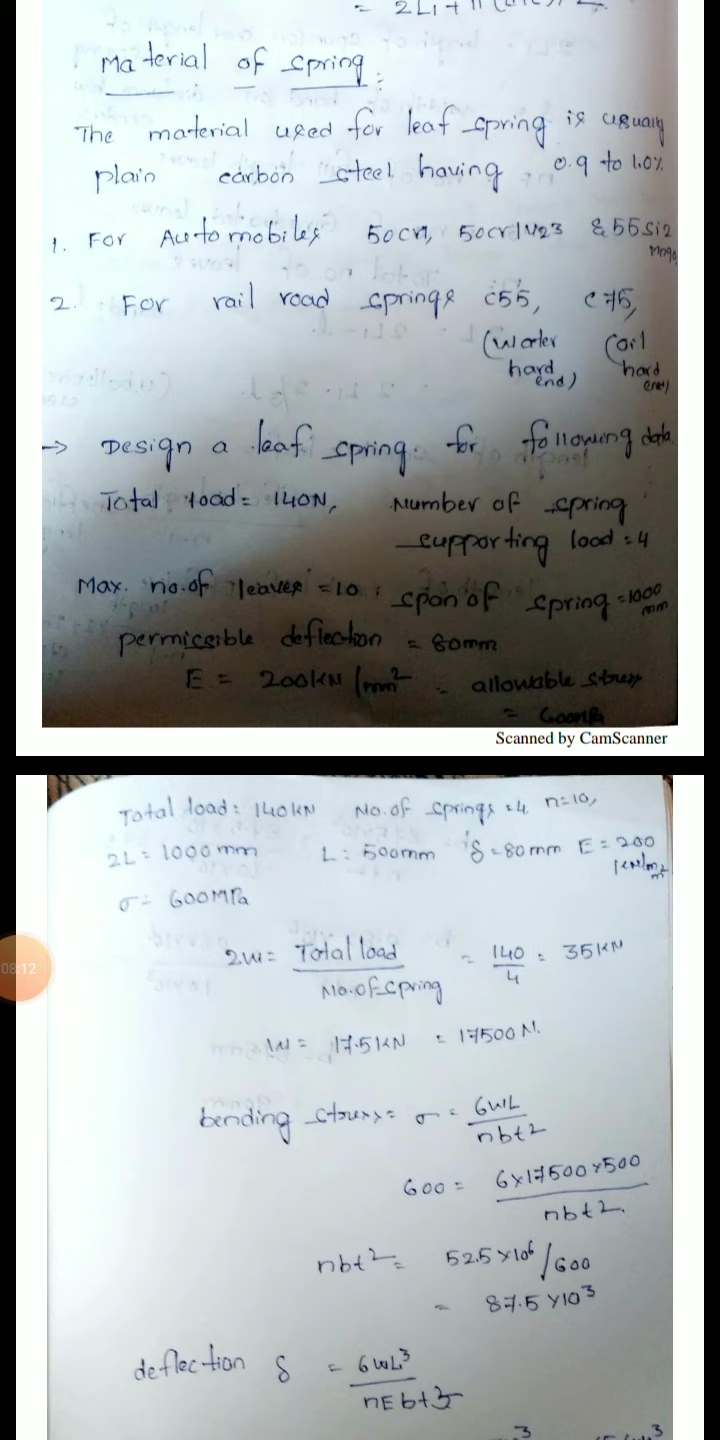 = 2L1 + π (
Material of spring:
The material used for leaf spring is usually
plain carbon steel having 0.9 to 1.0%
1. For Automobiles 50cr1, 50cr1V23 & 55Si2
Mn90
2. For rail road springs C55, C75,
(water (oil
hard hard
end) end)
→ Design a leaf spring for following data
Total load = 140N, Number of spring
supporting load = 4
Max. no. of leaves = 10, span of spring = 1000
mm
permissible deflection = 80mm
E = 200KN/mm² - allowable stress
= 600MPa
Scanned by CamScanner
Total load = 140KN No. of springs = 4 n=10,
2L = 1000 mm L = 500mm δ = 80mm E = 200
KN/m
m²
σ = 600MPa
08:12
2W = Total load / No. of spring = 140/4 = 35KN
W = 17.5KN = 17500 N.
bending stress = σ = 6WL / nbt²
600 = 6×17500×500 / nbt².
nbt² = 52.5×10⁶/600
= 87.5×10³
deflection δ = 6WL³ / nEbt³